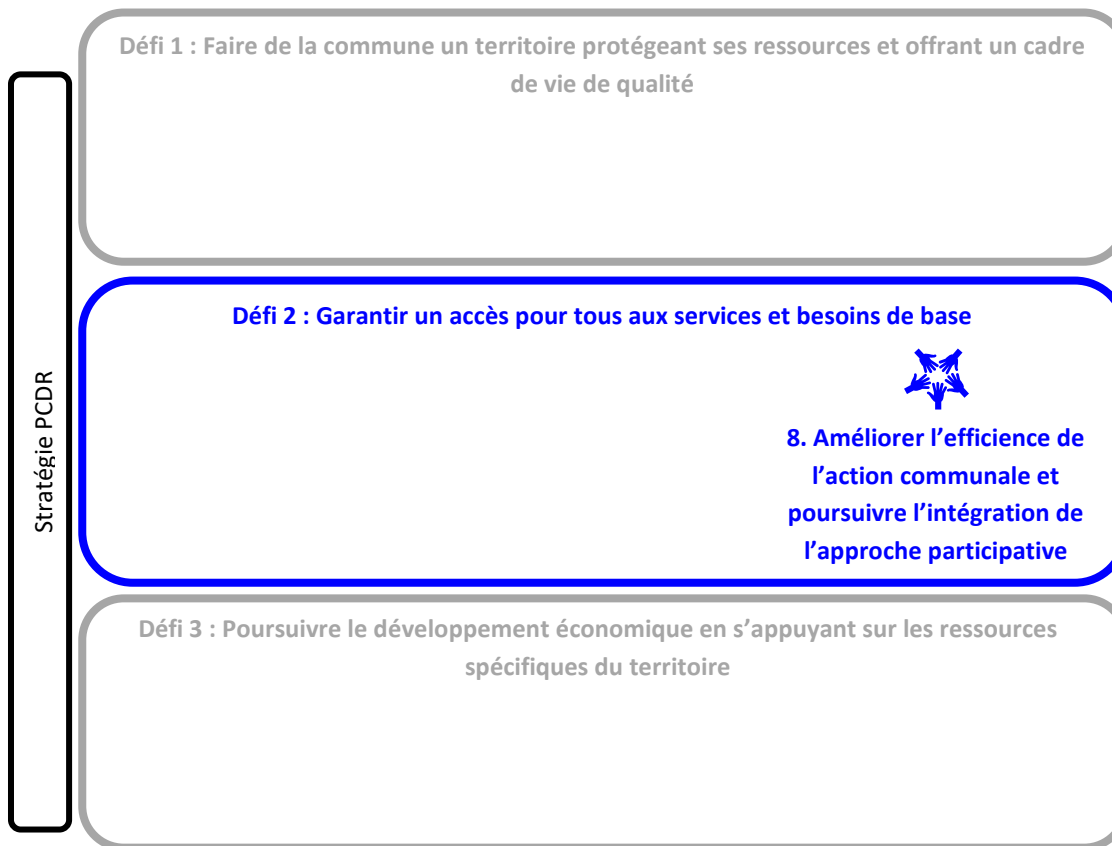 Défi 1 : Faire de la commune un territoire protégeant ses ressources et offrant un cadre
de vie de qualité
Stratégie PCDR
Défi 2 : Garantir un accès pour tous aux services et besoins de base
8. Améliorer l’efficience de
l’action communale et
poursuivre l’intégration de
l’approche participative
Défi 3 : Poursuivre le développement économique en s’appuyant sur les ressources
spécifiques du territoire